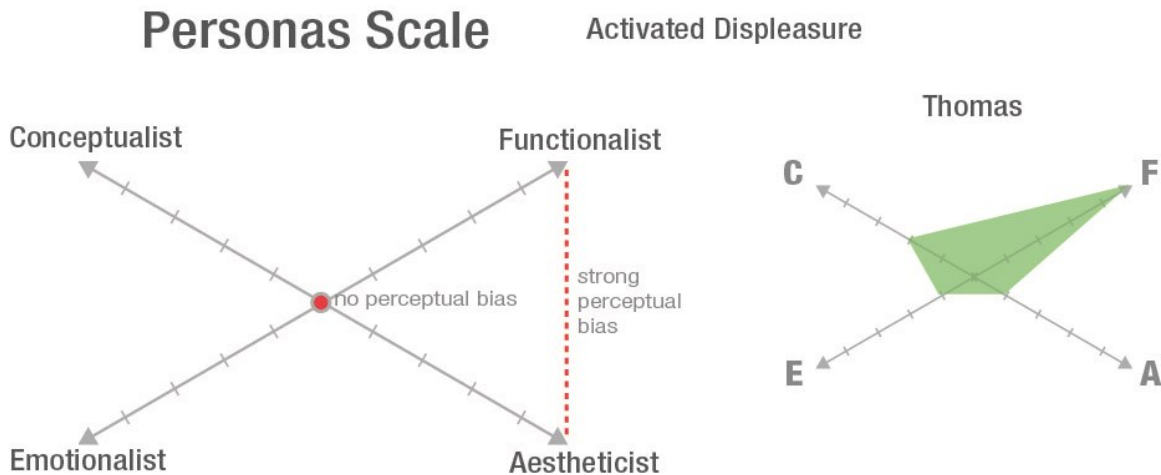 Personas Scale
Activated Displeasure
Thomas
Conceptualist
Functionalist
C
F
no perceptual bias
strong
perceptual
bias
E
A
Emotionalist
Aestheticist